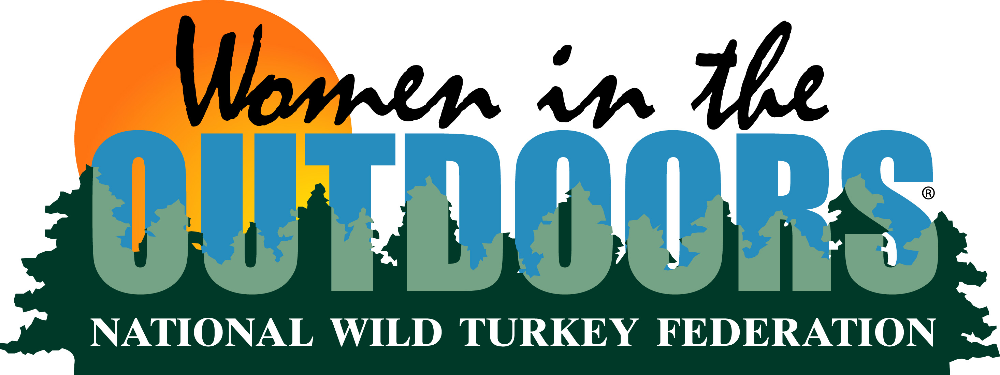 Women in the
OUTDOORS®
NATIONAL WILD TURKEY FEDERATION